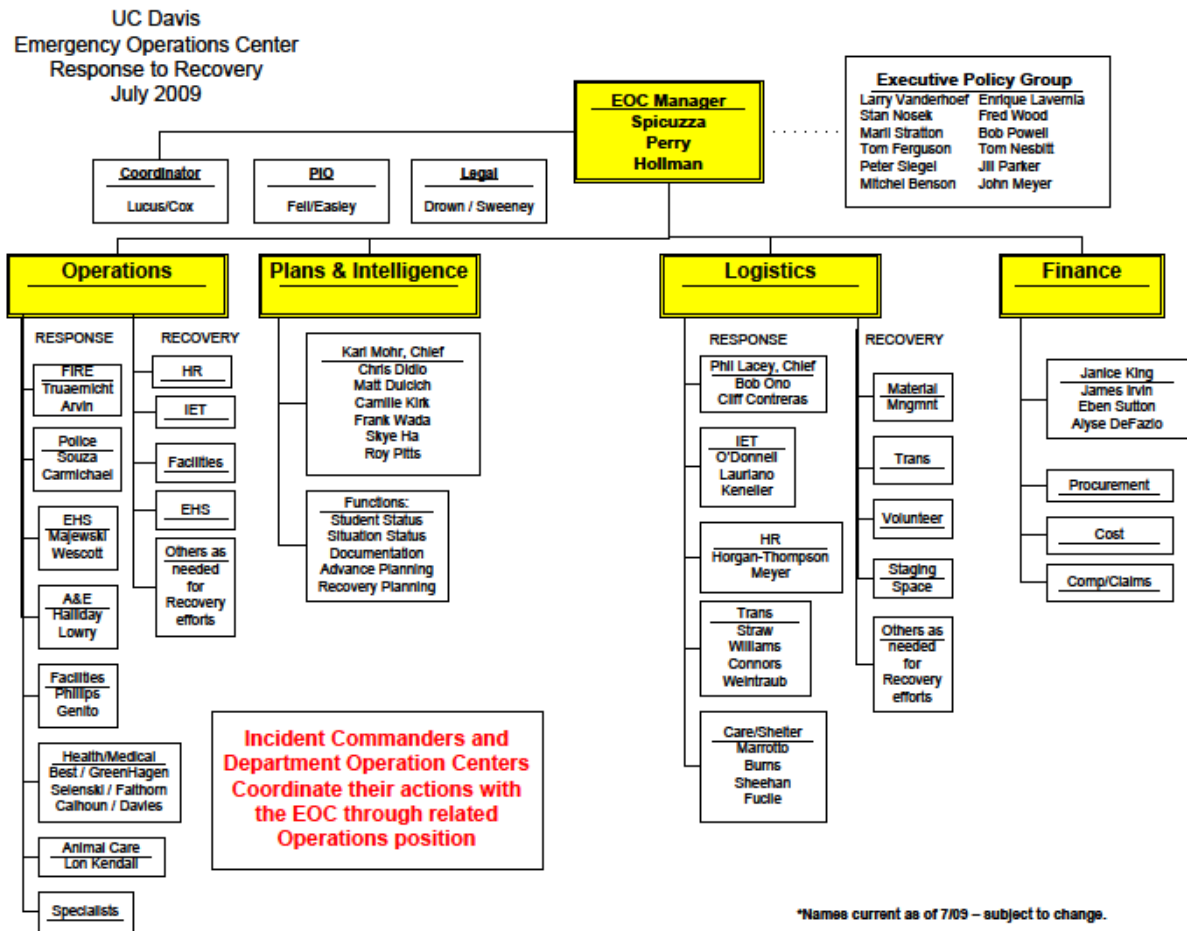 UC Davis
Emergency Operations Center
Response to Recovery
July 2009
EOC Manager
Spicuzza
Perry
Hollman
Executive Policy Group
Larry Vanderhoef Enrique Lavernia
Stan Nosek Fred Wood
Maril Stratton Bob Powell
Tom Ferguson Tom Nesbitt
Peter Siegel Jill Parker
Mitchel Benson John Meyer
Coordinator
Lucus/Cox
PIO
Fell/Easley
Legal
Drown / Sweeney
Operations
RESPONSE
FIRE
Truaernicht
Arvin
Police
Souza
Carmichael
EHS
Majewski
Wescott
A&E
Halliday
Lowry
Facilities
Phillips
Genito
Health/Medical
Best / GreenHagen
Selenski / Falthorn
Calhoun / Davies
Animal Care
Lon Kendall
Specialists
RECOVERY
HR
IET
Facilities
EHS
Others as
needed
for
Recovery
efforts
Plans & Intelligence
Karl Mohr, Chief
Chris Didio
Matt Dulcich
Camille Kirk
Frank Wada
Skye Ha
Roy Pitts
Functions:
Student Status
Situation Status
Documentation
Advance Planning
Recovery Planning
Logistics
RESPONSE
Phil Lacey, Chief
Bob Ono
Cliff Contreras
IET
O'Donnell
Lauriano
Keneller
HR
Horgan-Thompson
Meyer
Trans
Straw
Williams
Connors
Weintraub
Care/Shelter
Marrotto
Burns
Sheehan
Fucile
RECOVERY
Material
Mngmnt
Trans
Volunteer
Staging
Space
Others as
needed
for
Recovery
efforts
Finance
Janice King
James Irvin
Eben Sutton
Alyse DeFazio
Procurement
Cost
Comp/Claims
Incident Commanders and
Department Operation Centers
Coordinate their actions with
the EOC through related
Operations position
*Names current as of 7/09 – subject to change.